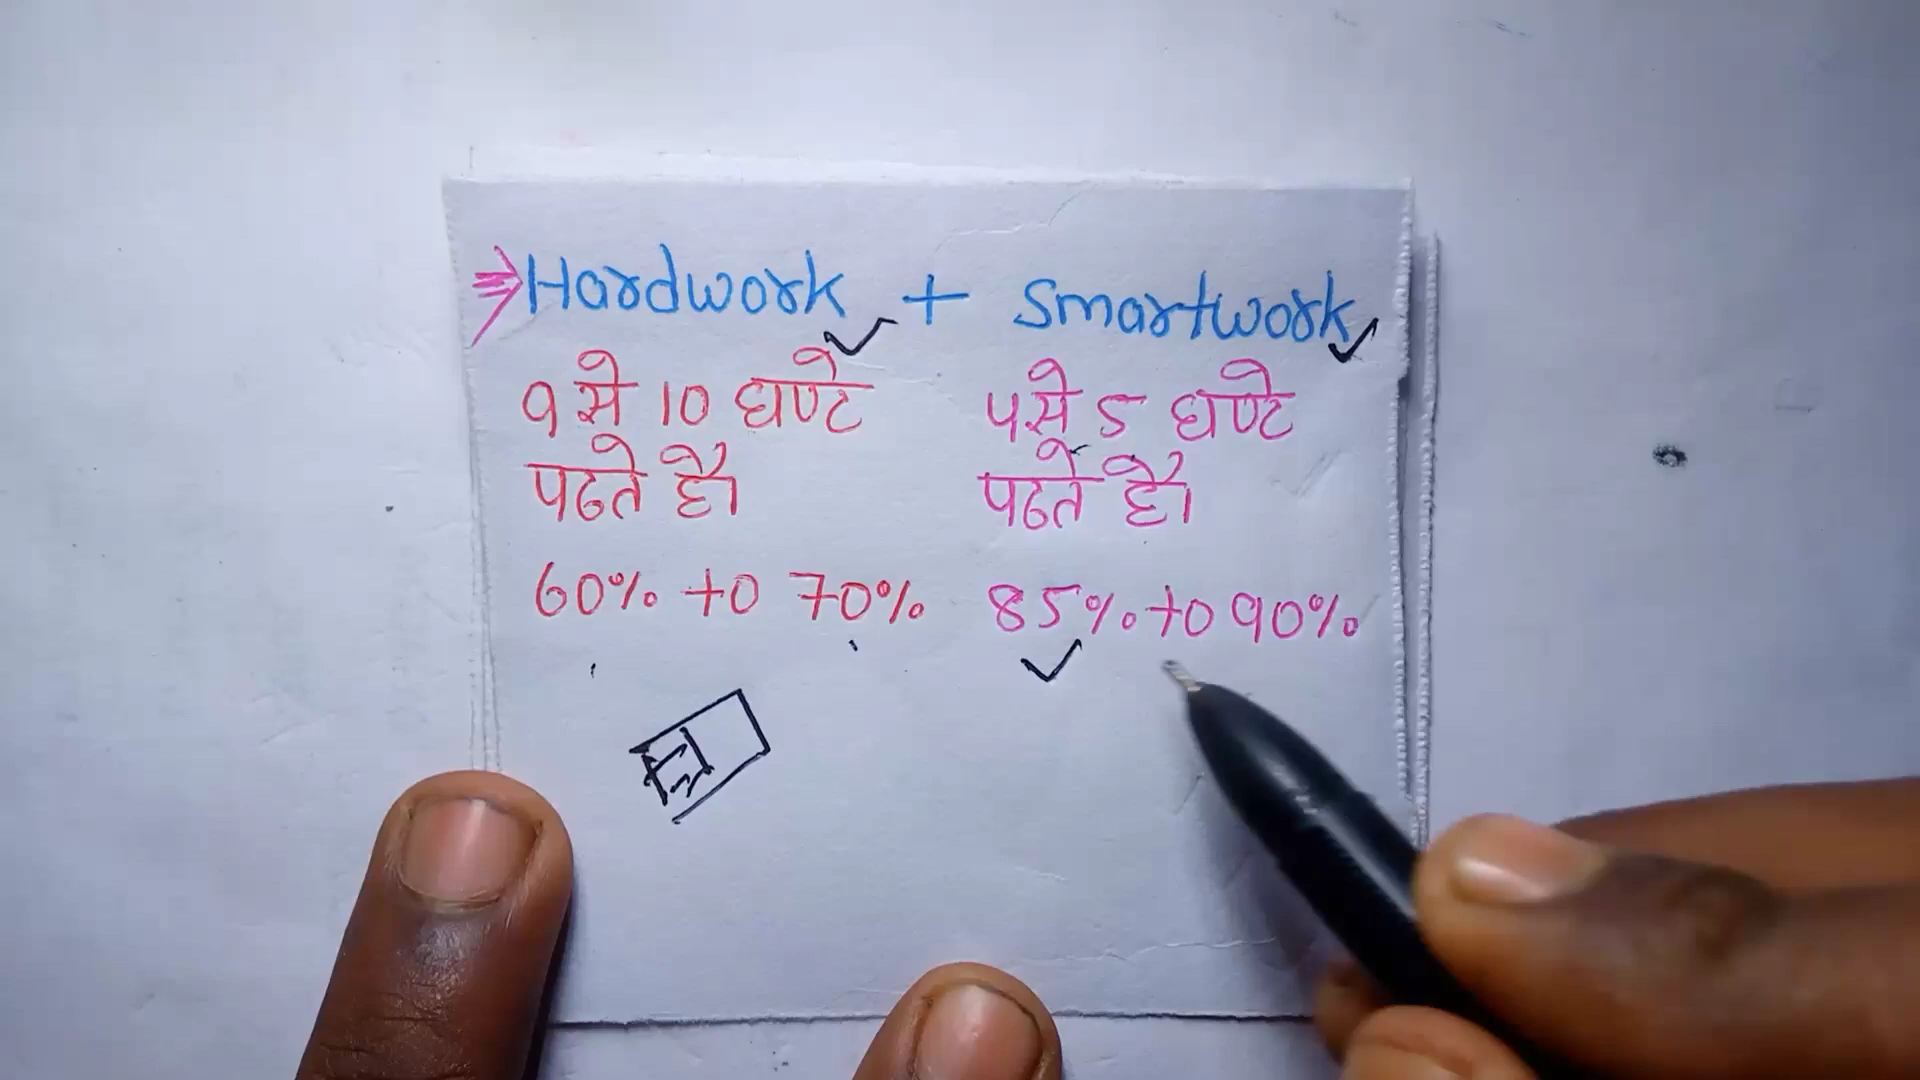 ⇒ Hardwork + Smartwork
9 से 10 घण्टे
पढते है।
60% to 70%
4 से 5 घण्टे
पढते है।
85% to 90%